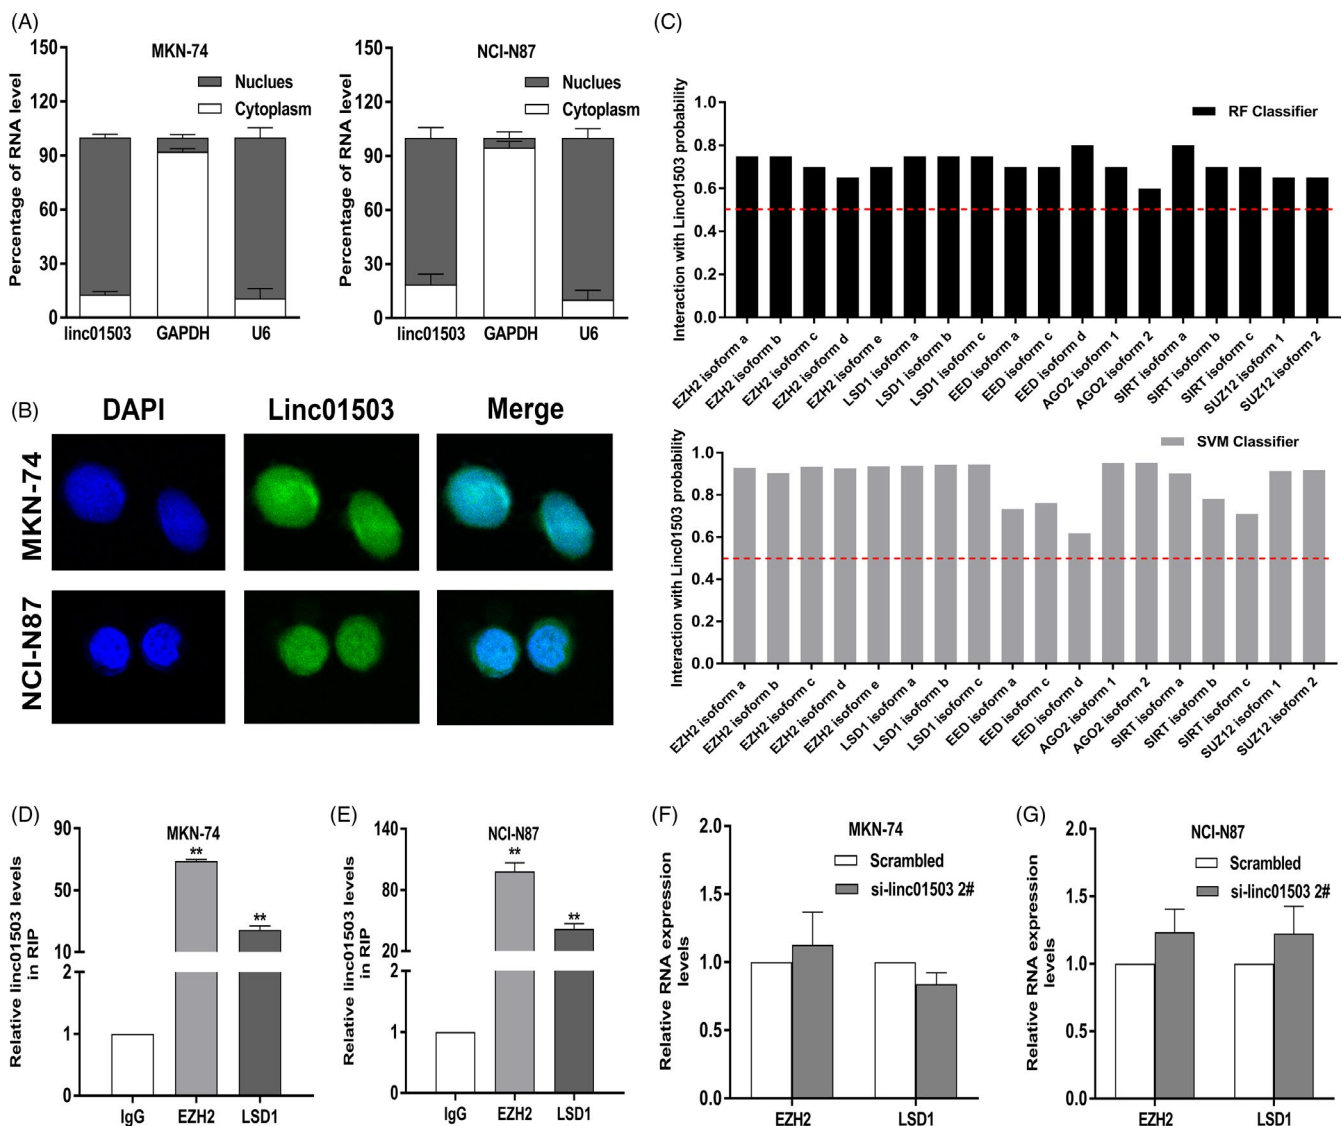 (A)
MKN-74
Percentage of RNA level
150
120
90
60
30
0
Nuclues
Cytoplasm
linc01503 GAPDH U6
NCI-N87
Percentage of RNA level
150
120
90
60
30
0
Nuclues
Cytoplasm
linc01503 GAPDH U6
(B)
DAPI Linc01503 Merge
MKN-74
NCI-N87
(C)
Interaction with Linc01503 probability
1.0
0.8
0.6
0.4
0.2
0.0
RF Classifier
EZH2 isoform a
EZH2 isoform b
EZH2 isoform c
EZH2 isoform d
EZH2 isoform e
LSD1 isoform a
LSD1 isoform b
LSD1 isoform c
EED isoform a
EED isoform c
EED isoform d
AGO2 isoform 1
AGO2 isoform 2
SIRT isoform a
SIRT isoform b
SIRT isoform c
SUZ12 isoform 1
SUZ12 isoform 2
Interaction with Linc01503 probability
1.0
0.8
0.6
0.4
0.2
0.0
SVM Classifier
EZH2 isoform a
EZH2 isoform b
EZH2 isoform c
EZH2 isoform d
EZH2 isoform e
LSD1 isoform a
LSD1 isoform b
LSD1 isoform c
EED isoform a
EED isoform c
EED isoform d
AGO2 isoform 1
AGO2 isoform 2
SIRT isoform a
SIRT isoform b
SIRT isoform c
SUZ12 isoform 1
SUZ12 isoform 2
(D)
MKN-74
Relative linc01503 levels
in RIP
90
50
10
2
1
0
**
**
IgG EZH2 LSD1
(E)
NCI-N87
Relative linc01503 levels
in RIP
140
80
20
2
1
0
**
**
IgG EZH2 LSD1
(F)
MKN-74
Relative RNA expression
levels
2.0
1.5
1.0
0.5
0.0
Scrambled
si-linc01503 2#
EZH2 LSD1
(G)
NCI-N87
Relative RNA expression
levels
2.0
1.5
1.0
0.5
0.0
Scrambled
si-linc01503 2#
EZH2 LSD1